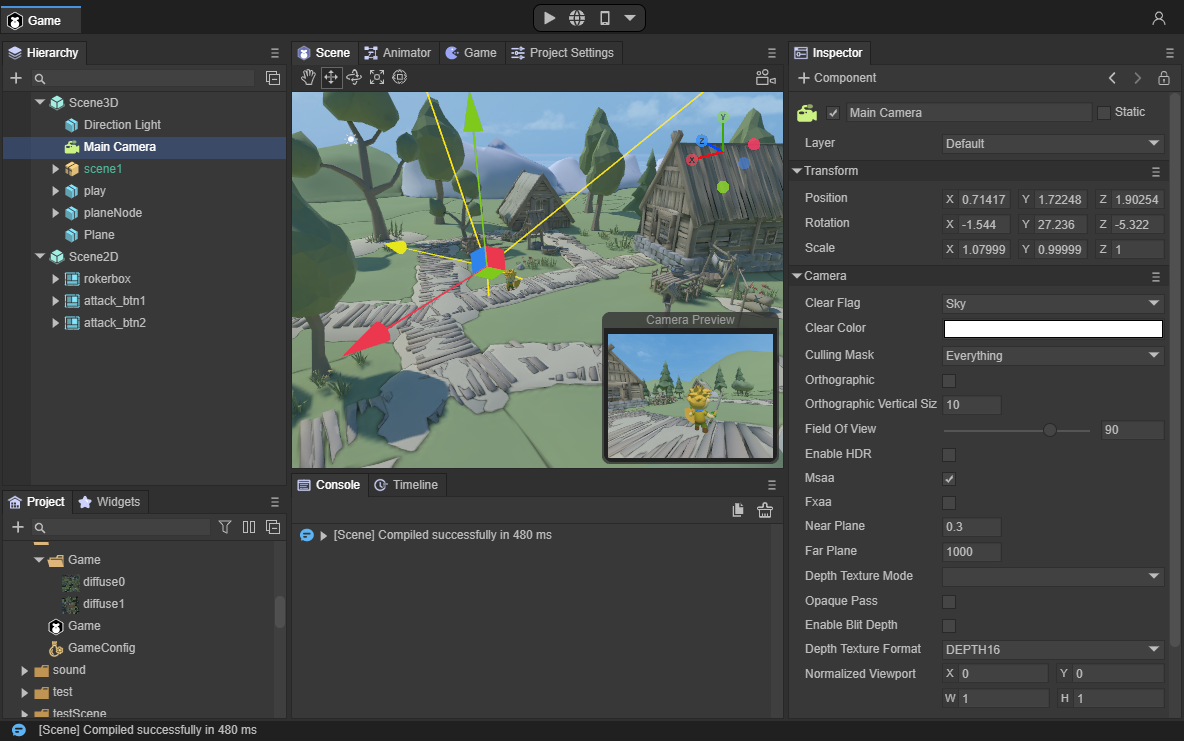 Game
Hierarchy
Scene3D
Direction Light
Main Camera
scene1
play
planeNode
Plane
Scene2D
rokerbox
attack_btn1
attack_btn2
Project
Widgets
Game
diffuse0
diffuse1
Game
GameConfig
sound
test
testScene
Scene
Animator
Game
Project Settings
Y
Z
X
Camera Preview
Console
Timeline
[Scene] Compiled successfully in 480 ms
Inspector
Component
Main Camera
Static
Layer Default
Transform
Position X 0.71417 Y 1.72248 Z 1.90254
Rotation X -1.544 Y 27.236 Z -5.322
Scale X 1.07999 Y 0.99999 Z 1
Camera
Clear Flag Sky
Clear Color
Culling Mask Everything
Orthographic
Orthographic Vertical Siz 10
Field Of View 90
Enable HDR
Msaa
Fxaa
Near Plane 0.3
Far Plane 1000
Depth Texture Mode
Opaque Pass
Enable Blit Depth
Depth Texture Format DEPTH16
Normalized Viewport X 0 Y 0
W 1 H 1
[Scene] Compiled successfully in 480 ms